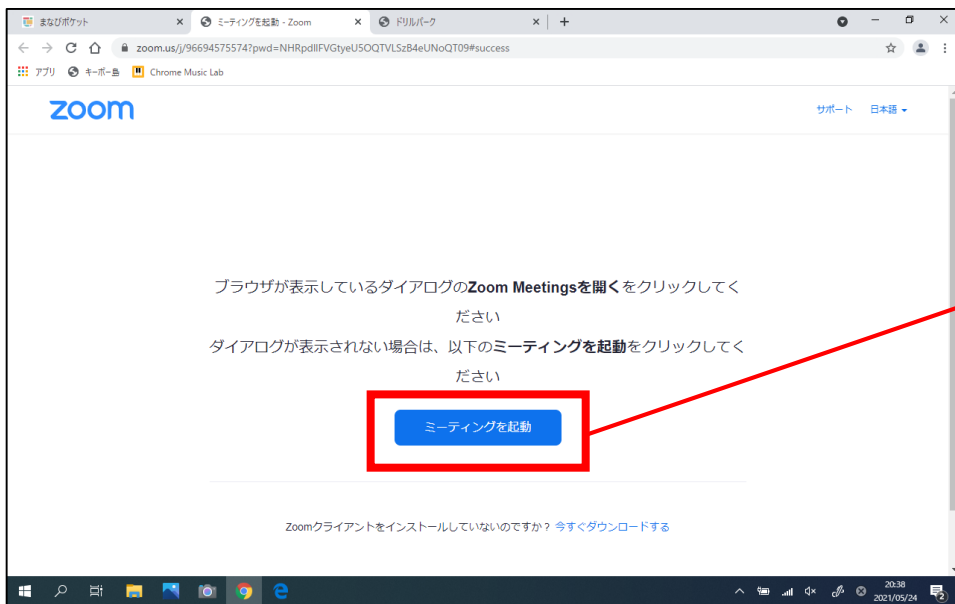 まなびポケット
ミーティングを起動 - Zoom
ドリルパーク
zoom.us/j/96694575574?pwd=NHRpdllFVGtyeU5OQTVLSzB4eUNoQT09#success
アプリ
キーボー島
Chrome Music Lab
zoom
サポート
日本語
ブラウザが表示しているダイアログのZoom Meetingsを開くをクリックしてく
ださい
ダイアログが表示されない場合は、以下のミーティングを起動をクリックしてく
ださい
ミーティングを起動
Zoomクライアントをインストールしていないのですか？ 今すぐダウンロードする
20:38
2021/05/24
2